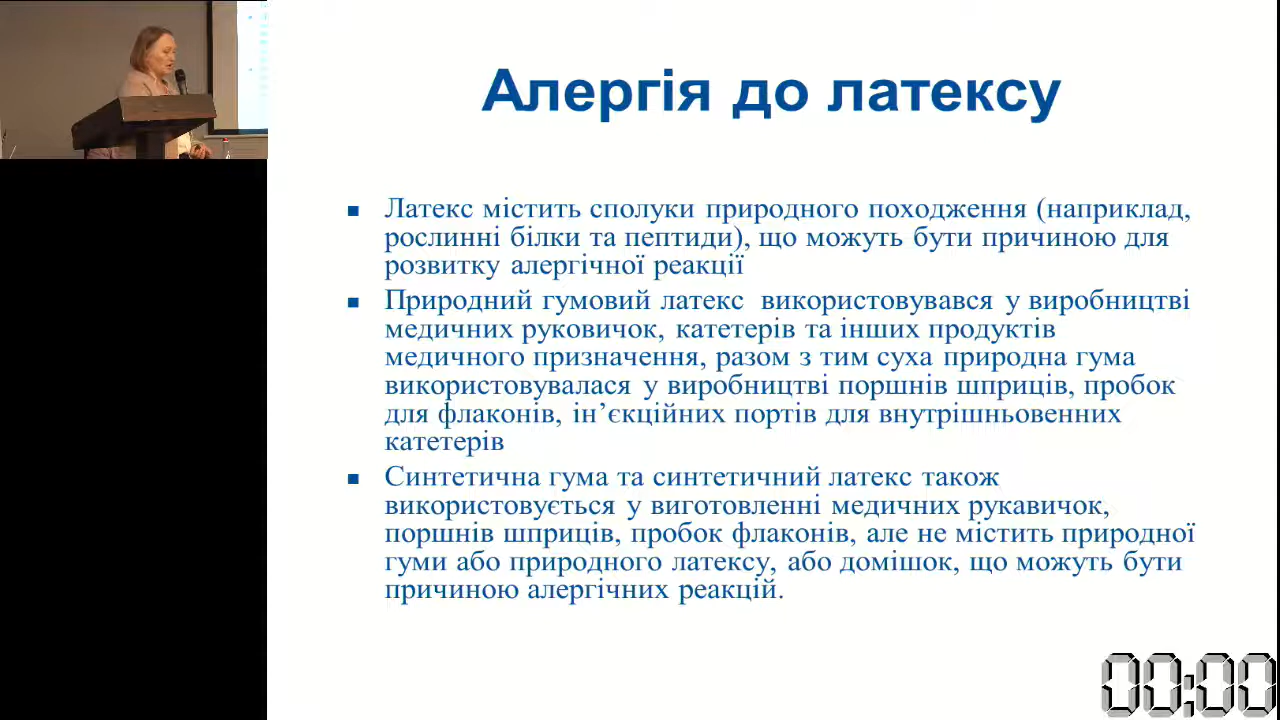 Алергія до латексу
Латекс містить сполуки природного походження (наприклад,
рослинні білки та пептиди), що можуть бути причиною для
розвитку алергічної реакції
Природний гумовий латекс використовувався у виробництві
медичних руковичок, катетерів та інших продуктів
медичного призначення, разом з тим суха природна гума
використовувалася у виробництві поршнів шприців, пробок
для флаконів, ін’єкційних портів для внутрішньовенних
катетерів
Синтетична гума та синтетичний латекс також
використовується у виготовленні медичних рукавичок,
поршнів шприців, пробок флаконів, але не містить природної
гуми або природного латексу, або домішок, що можуть бути
причиною алергічних реакцій.
00:00